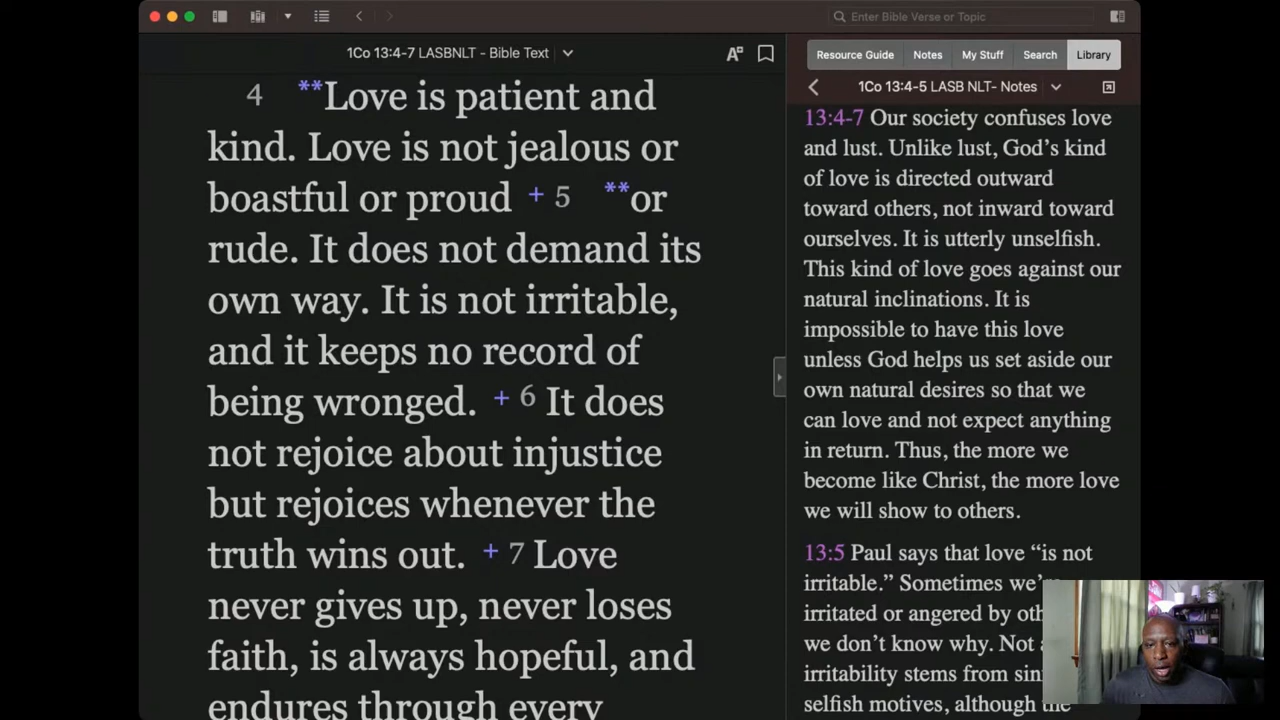 Enter Bible Verse or Topic
1Co 13:4-7 LASBNLT - Bible Text
4 **Love is patient and
kind. Love is not jealous or
boastful or proud + 5 **or
rude. It does not demand its
own way. It is not irritable,
and it keeps no record of
being wronged. + 6 It does
not rejoice about injustice
but rejoices whenever the
truth wins out. + 7 Love
never gives up, never loses
faith, is always hopeful, and
endures through every
Resource Guide Notes My Stuff Search Library
1Co 13:4-5 LASB NLT- Notes
13:4-7 Our society confuses love
and lust. Unlike lust, God’s kind
of love is directed outward
toward others, not inward toward
ourselves. It is utterly unselfish.
This kind of love goes against our
natural inclinations. It is
impossible to have this love
unless God helps us set aside our
own natural desires so that we
can love and not expect anything
in return. Thus, the more we
become like Christ, the more love
we will show to others.
13:5 Paul says that love “is not
irritable.” Sometimes we’re
irritated or angered by
we don’t know why. Not
irritability stems from
selfish motives, although the